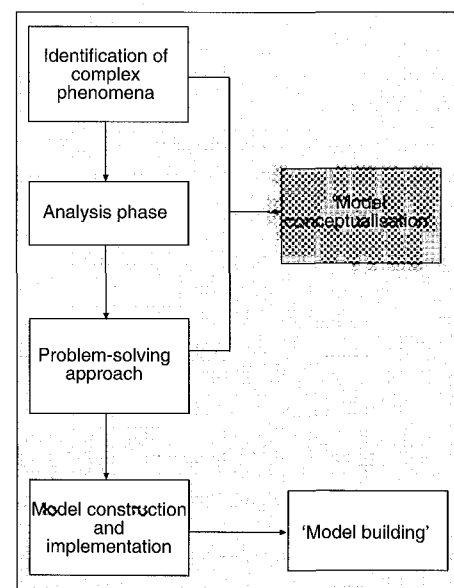 Identification of
complex
phenomena
Analysis phase
'Model
conceptualisation'
Problem-solving
approach
Model construction
and
implementation
'Model building'